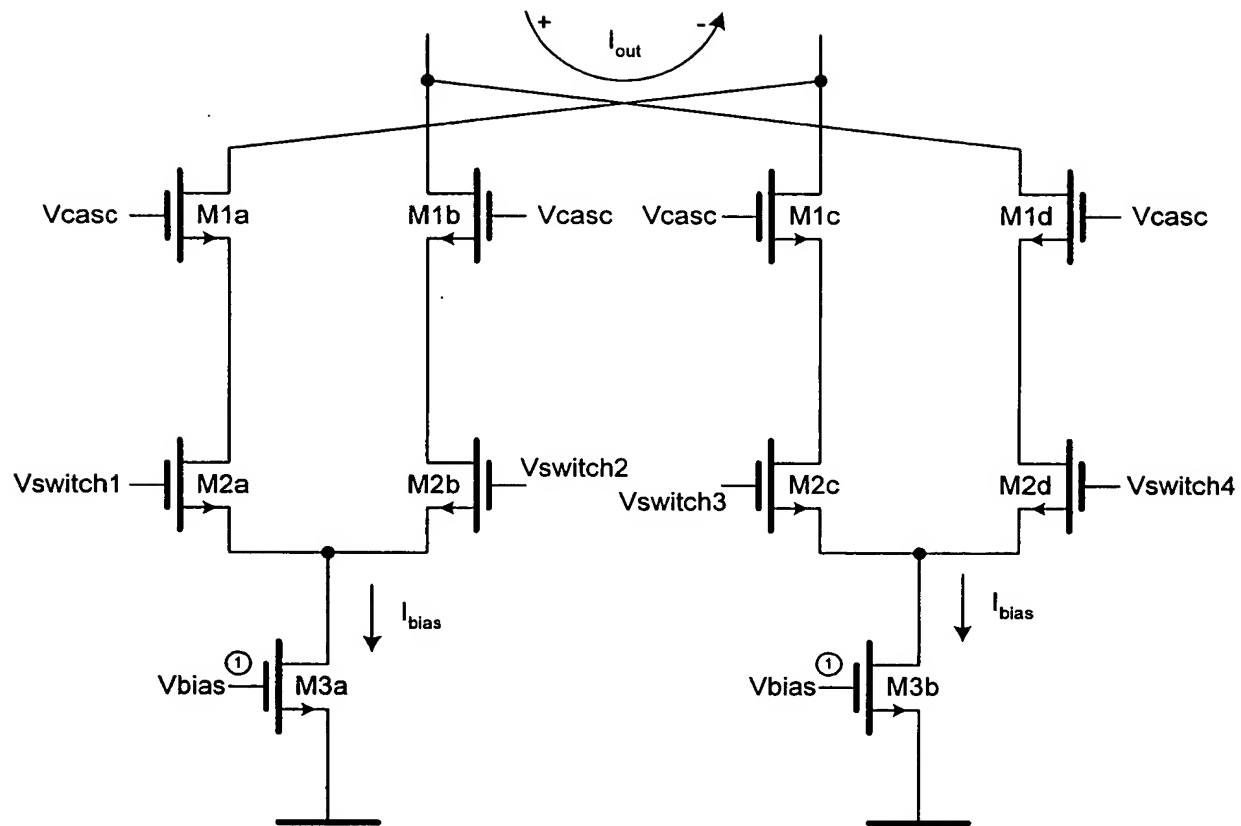 + -
I_out
Vcasc M1a M1b Vcasc Vcasc M1c M1d Vcasc
Vswitch1 M2a M2b Vswitch2 Vswitch3 M2c M2d Vswitch4
I_bias I_bias
Vbias 1 M3a Vbias 1 M3b